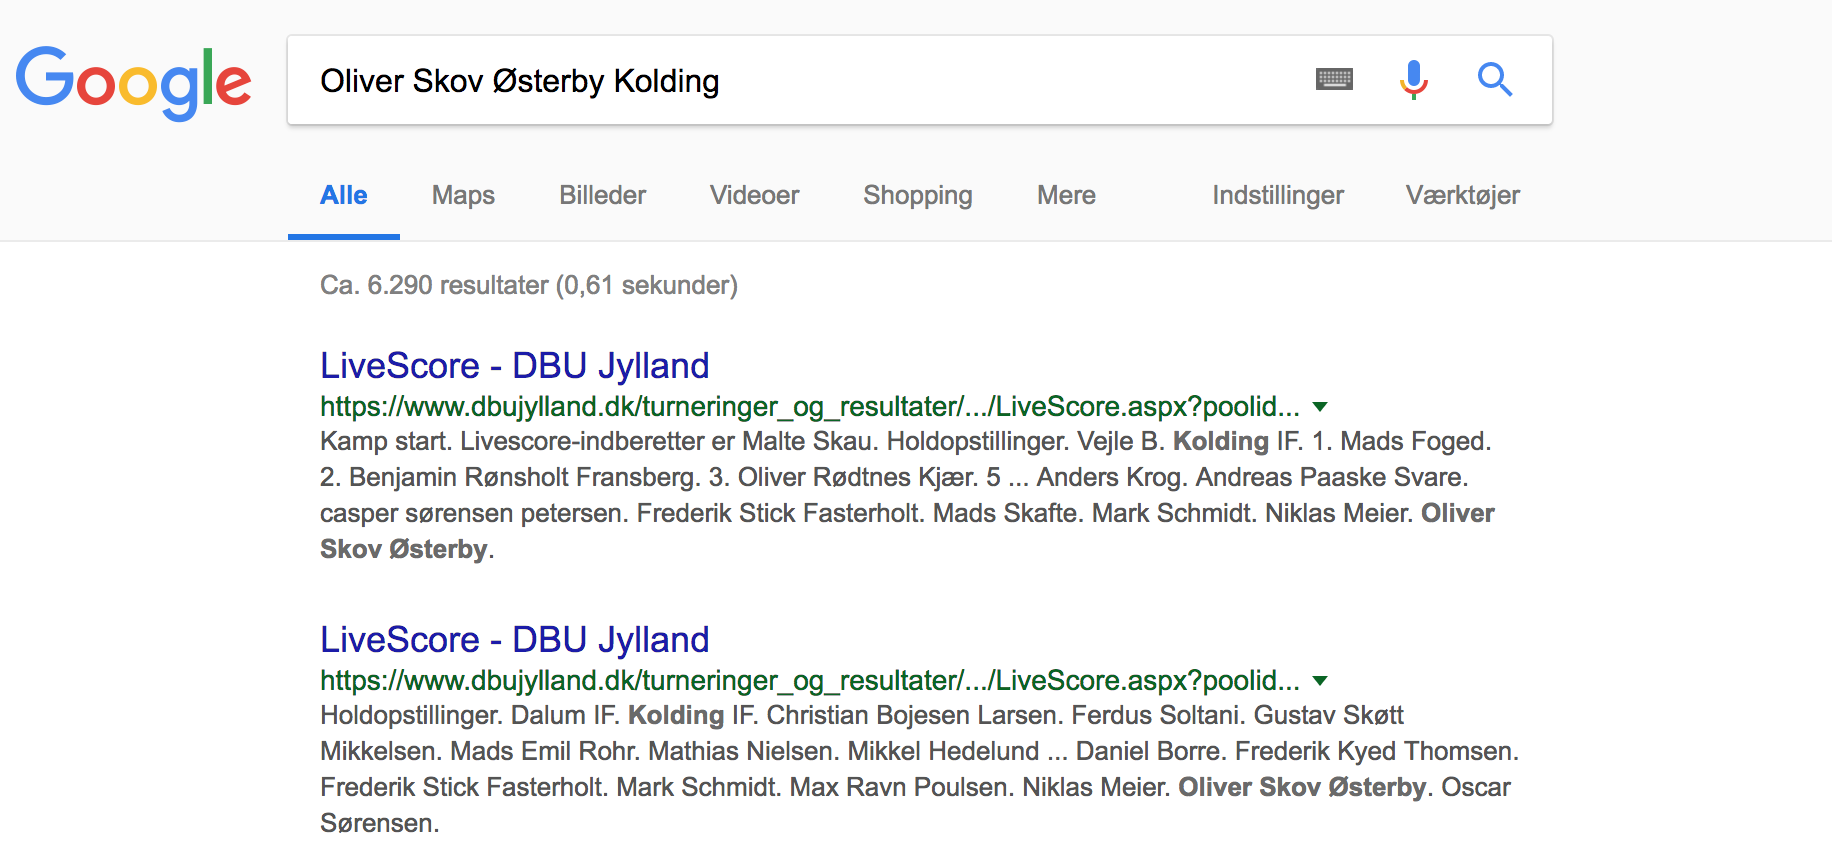 Google
Oliver Skov Østerby Kolding
Alle Maps Billeder Videoer Shopping Mere Indstillinger Værktøjer
Ca. 6.290 resultater (0,61 sekunder)
LiveScore - DBU Jylland
https://www.dbujylland.dk/turneringer_og_resultater/.../LiveScore.aspx?poolid...
Kamp start. Livescore-indberetter er Malte Skau. Holdopstillinger. Vejle B. Kolding IF. 1. Mads Foged.
2. Benjamin Rønsholt Fransberg. 3. Oliver Rødtnes Kjær. 5 ... Anders Krog. Andreas Paaske Svare.
casper sørensen petersen. Frederik Stick Fasterholt. Mads Skafte. Mark Schmidt. Niklas Meier. Oliver
Skov Østerby.
LiveScore - DBU Jylland
https://www.dbujylland.dk/turneringer_og_resultater/.../LiveScore.aspx?poolid...
Holdopstillinger. Dalum IF. Kolding IF. Christian Bojesen Larsen. Ferdus Soltani. Gustav Skøtt
Mikkelsen. Mads Emil Rohr. Mathias Nielsen. Mikkel Hedelund ... Daniel Borre. Frederik Kyed Thomsen.
Frederik Stick Fasterholt. Mark Schmidt. Max Ravn Poulsen. Niklas Meier. Oliver Skov Østerby. Oscar
Sørensen.